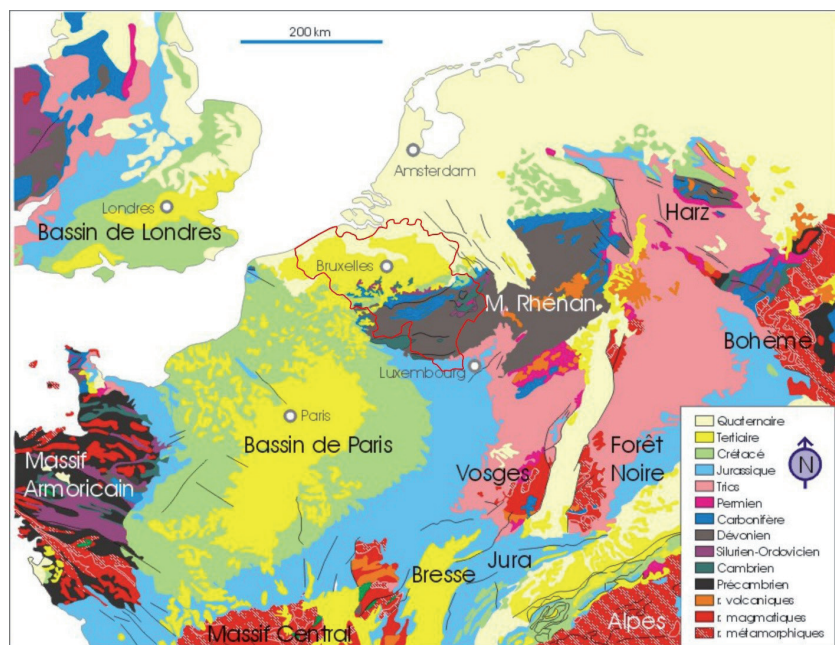 200 km
Amsterdam
Harz
Londres
Bassin de Londres
Bruxelles
M. Rhénan
Bohème
Luxembourg
Paris
Bassin de Paris
Massif
Armoricain
Vosges
Forêt
Noire
Jura
Bresse
Massif Central
Alpes
Quaternaire
Tertiaire
Crétacé
Jurassique
Trias
Permien
Carbonifère
Dévonien
Silurien-Ordovicien
Cambrien
Précambrien
r. volcaniques
r. magmatiques
r. métamorphiques
N